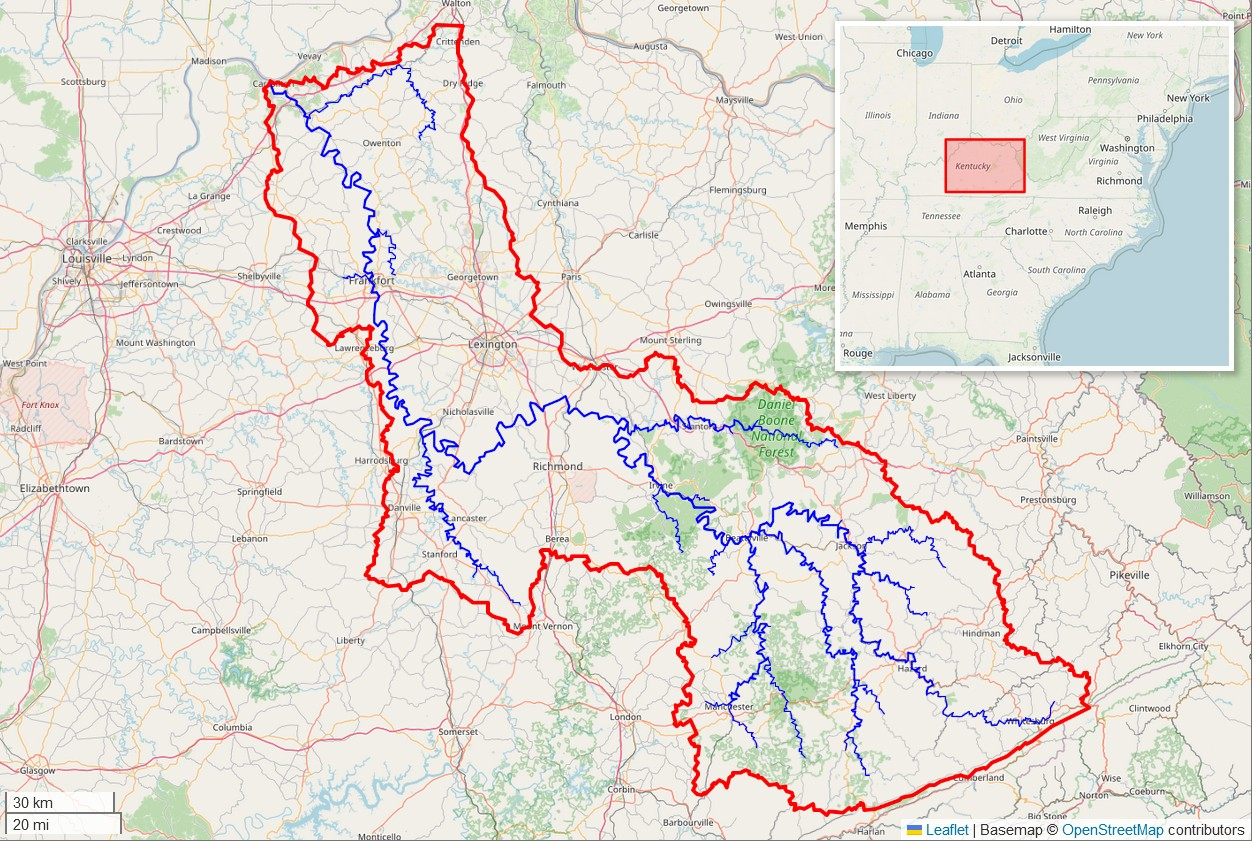 Walton
Georgetown
Crittenden
Augusta
West Union
Vevay
Madison
Scottsburg
Dry Ridge
Falmouth
Maysville
Owenton
La Grange
Flemingsburg
Cynthiana
Crestwood
Carlisle
Clarksville
Louisville
Lyndon
Shively
Jeffersontown
Shelbyville
Frankfort
Georgetown
Paris
Owingsville
Mount Washington
Lawrenceburg
Lexington
Mount Sterling
West Point
Fort Knox
Radcliff
Nicholasville
Daniel
Boone
National
Forest
West Liberty
Bardstown
Paintsville
Harrodsburg
Richmond
Elizabethtown
Springfield
Irvine
Prestonsburg
Williamson
Danville
Lancaster
Lebanon
Stanford
Berea
Beattyville
Jackson
Pikeville
Campbellsville
Liberty
Mount Vernon
Hindman
Elkhorn City
Hazard
Manchester
London
Clintwood
Whitesburg
Columbia
Somerset
Glasgow
Cumberland
Wise
Corbin
Norton
Coeburn
Big Stone
Barbourville
Harlan
Monticello
Hamilton
Detroit
New York
Chicago
Pennsylvania
Ohio
New York
Illinois
Indiana
Philadelphia
West Virginia
Washington
Kentucky
Virginia
Richmond
Raleigh
Tennessee
Memphis
Charlotte
North Carolina
Atlanta
South Carolina
Mississippi
Alabama
Georgia
Rouge
Jacksonville
30 km
20 mi
Leaflet | Basemap © OpenStreetMap contributors